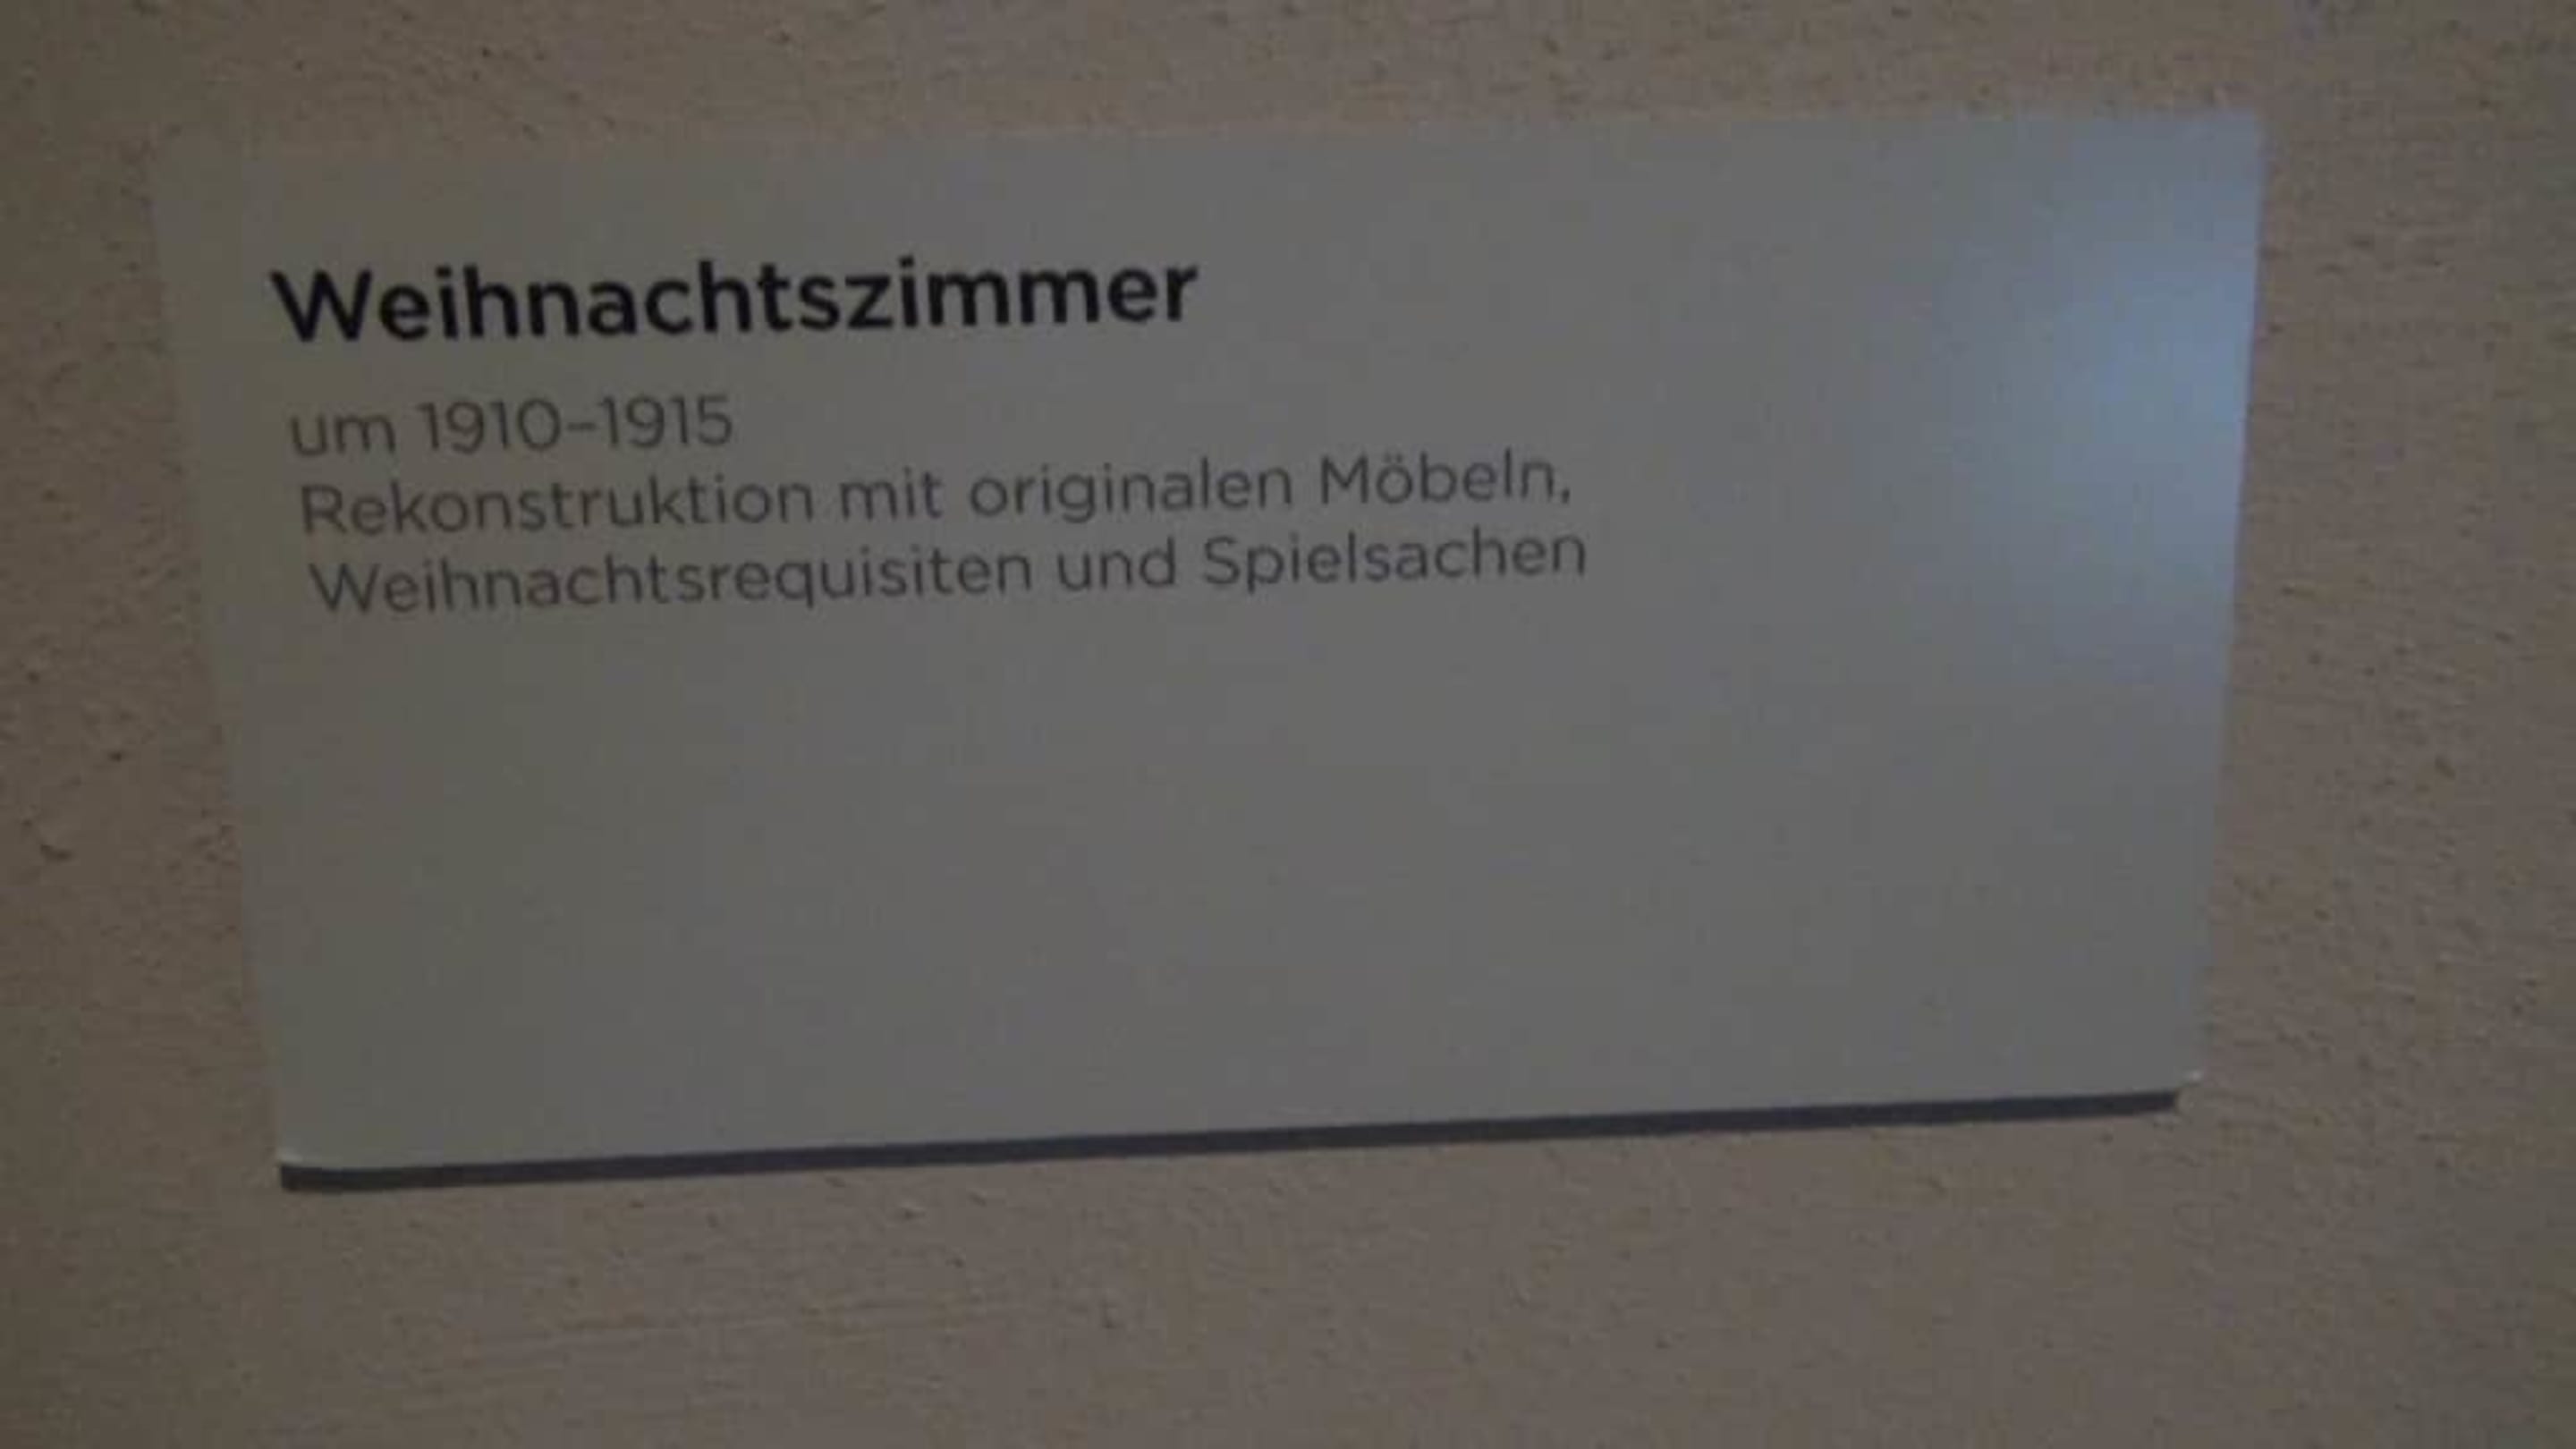 Weihnachtszimmer
um 1910–1915
Rekonstruktion mit originalen Möbeln,
Weihnachtsrequisiten und Spielsachen